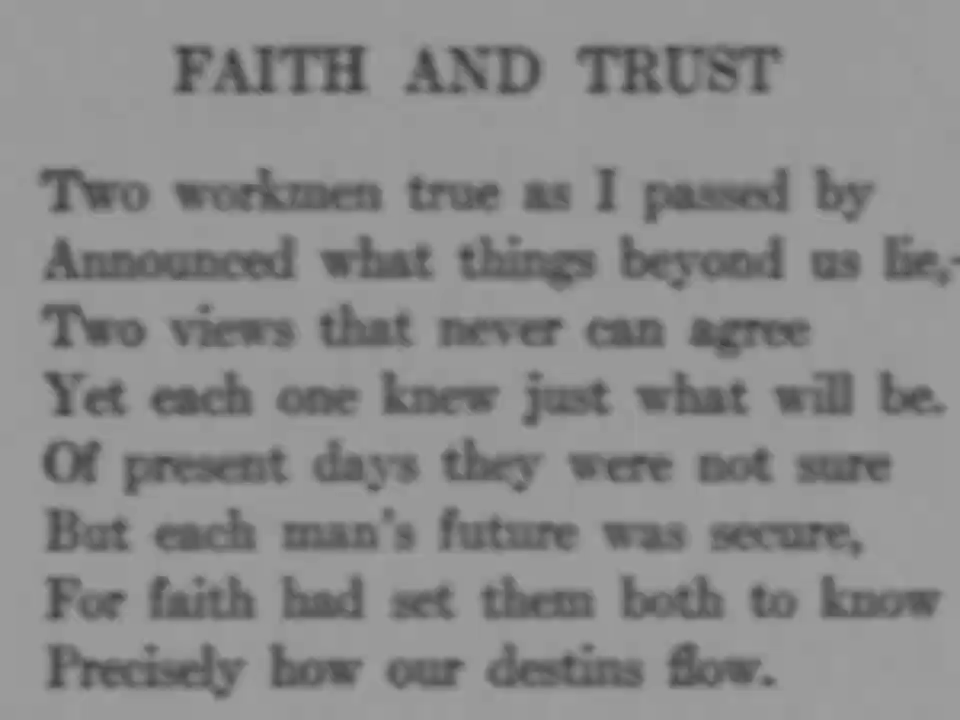 FAITH AND TRUST
Two workmen true as I passed by
Announced what things beyond us lie,-
Two views that never can agree
Yet each one knew just what will be.
Of present days they were not sure
But each man's future was secure,
For faith had set them both to know
Precisely how our destins flow.